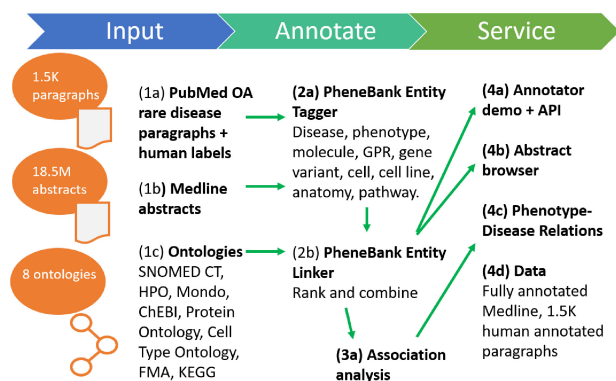 Input
Annotate
Service
1.5K
paragraphs
18.5M
abstracts
8 ontologies
(1a) PubMed OA
rare disease
paragraphs +
human labels
(1b) Medline
abstracts
(1c) Ontologies
SNOMED CT,
HPO, Mondo,
ChEBI, Protein
Ontology, Cell
Type Ontology,
FMA, KEGG
(2a) PheneBank Entity
Tagger
Disease, phenotype,
molecule, GPR, gene
variant, cell, cell line,
anatomy, pathway.
(2b) PheneBank Entity
Linker
Rank and combine
(3a) Association
analysis
(4a) Annotator
demo + API
(4b) Abstract
browser
(4c) Phenotype-
Disease Relations
(4d) Data
Fully annotated
Medline, 1.5K
human annotated
paragraphs